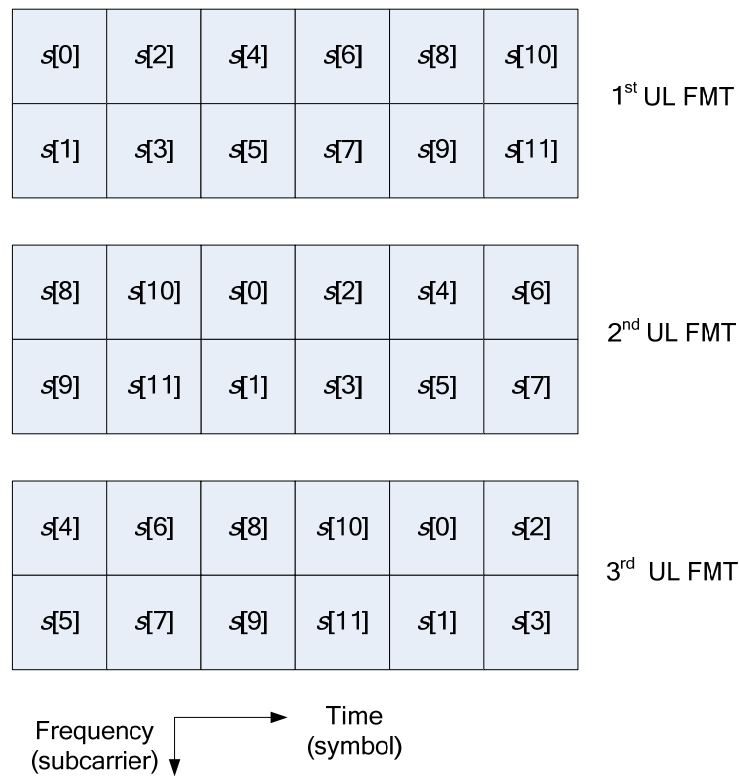 s[0] s[2] s[4] s[6] s[8] s[10]
s[1] s[3] s[5] s[7] s[9] s[11]
1st UL FMT
s[8] s[10] s[0] s[2] s[4] s[6]
s[9] s[11] s[1] s[3] s[5] s[7]
2nd UL FMT
s[4] s[6] s[8] s[10] s[0] s[2]
s[5] s[7] s[9] s[11] s[1] s[3]
3rd UL FMT
Frequency
(subcarrier)
Time
(symbol)